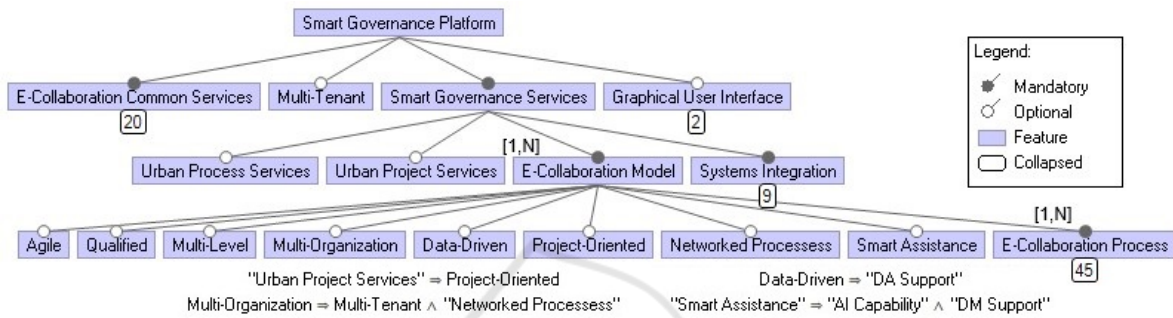 Smart Governance Platform
Legend:
Mandatory
Optional
Feature
Collapsed
E-Collaboration Common Services Multi-Tenant Smart Governance Services Graphical User Interface
20 2
[1,N]
Urban Process Services Urban Project Services E-Collaboration Model Systems Integration
9
[1,N]
Agile Qualified Multi-Level Multi-Organization Data-Driven Project-Oriented Networked Processess Smart Assistance E-Collaboration Process
45
"Urban Project Services" ⇒ Project-Oriented Data-Driven ⇒ "DA Support"
Multi-Organization ⇒ Multi-Tenant ∧ "Networked Processess" "Smart Assistance" ⇒ "AI Capability" ∧ "DM Support"